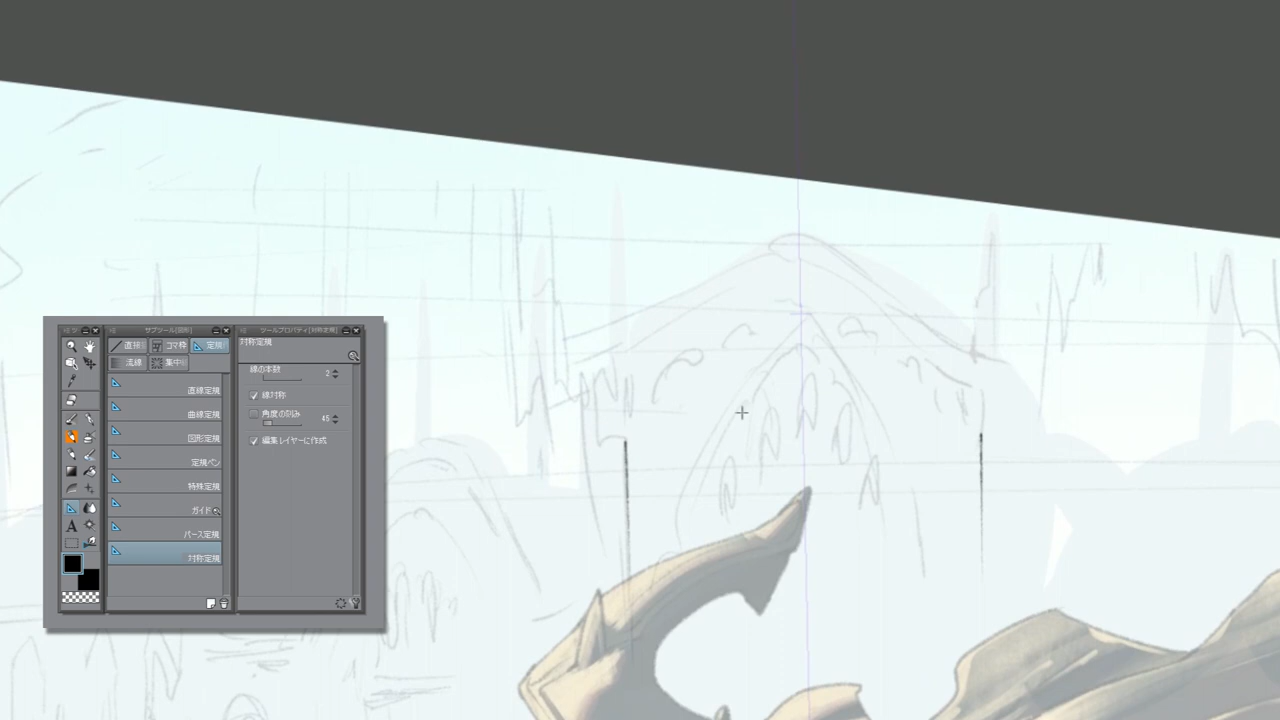 サブツール[図形]
ツールプロパティ[対称定規]
直接
コマ枠
定規
流線
集中
直線定規
曲線定規
図形定規
定規ペン
特殊定規
ガイド
パース定規
対称定規
対称定規
線の本数
2
線対称
角度の刻み
45
編集レイヤーに作成
A